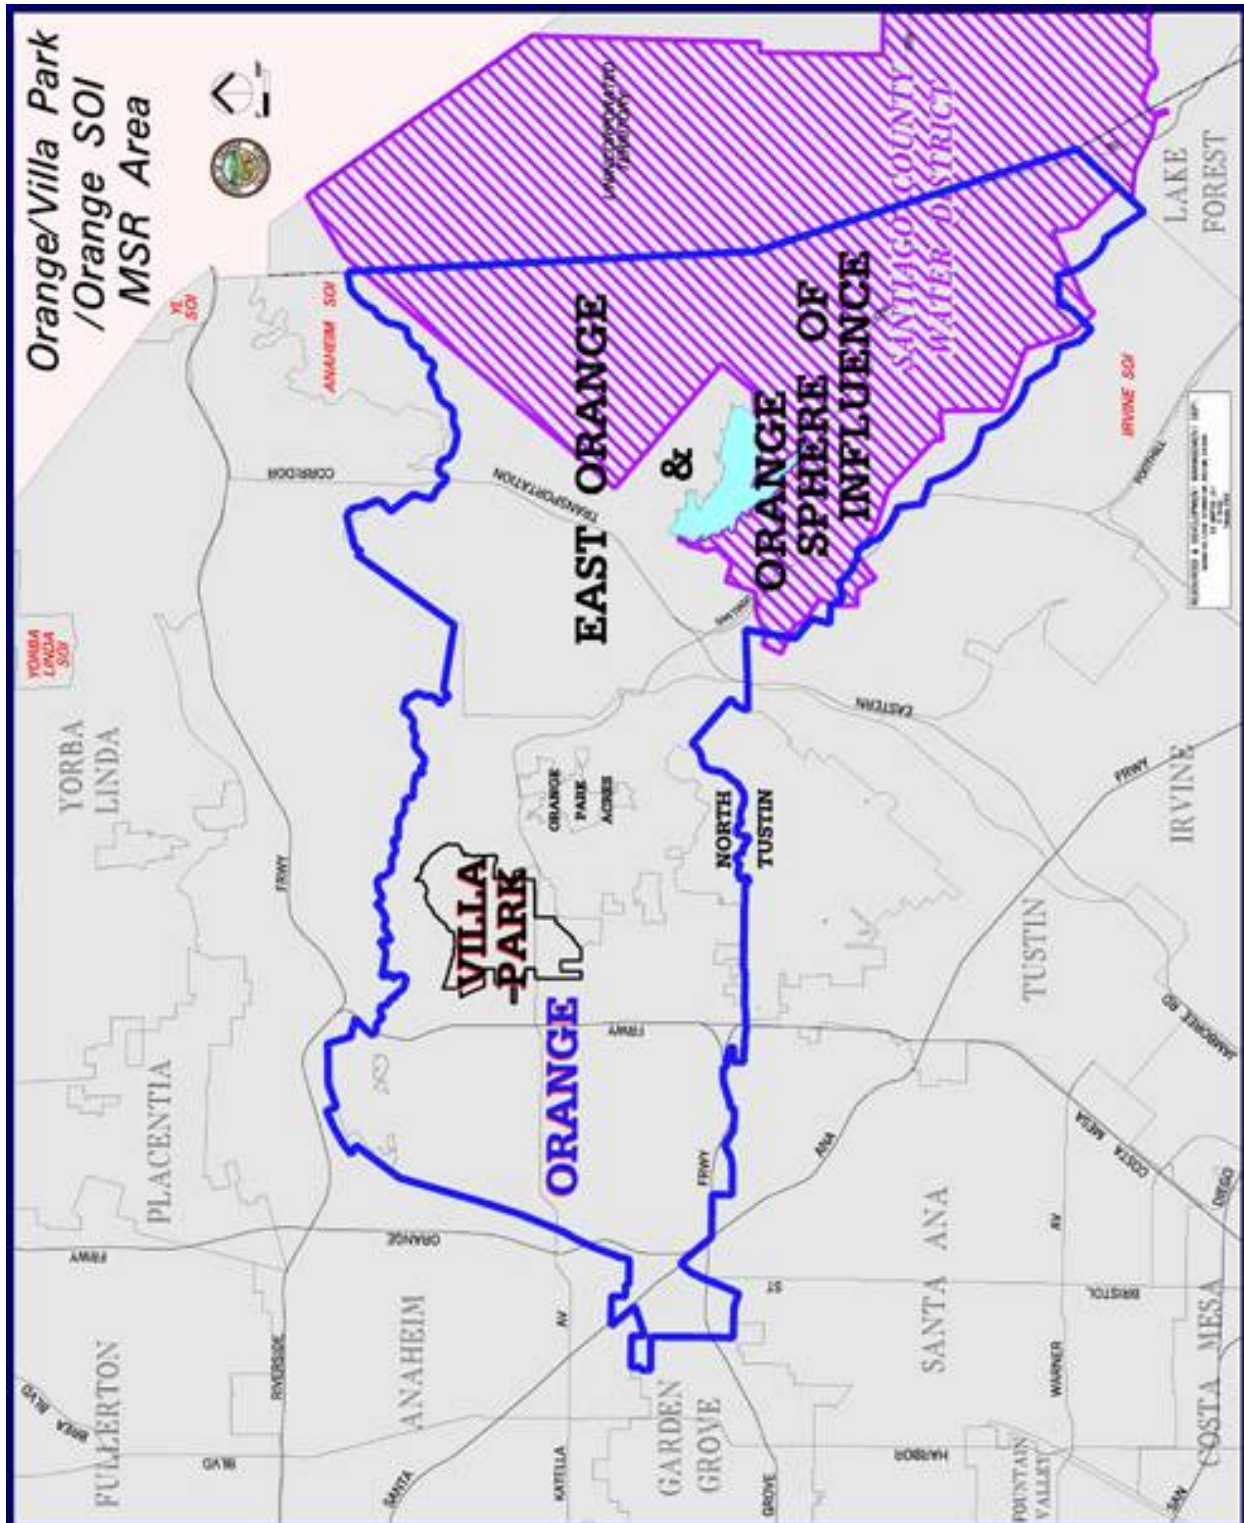 Orange/Villa Park
/Orange SOI
MSR Area
YL
SOI
ANAHEIM SOI
UNINCORPORATED
TERRITORY
SANTIAGO COUNTY
WATER DISTRICT
LAKE
FOREST
YORBA
LINDA
SOI
CORRIDOR
TRANSPORTATION
EAST ORANGE
&
ORANGE
SPHERE OF
INFLUENCE
IRVINE SOI
FOOTHILL
SANTIAGO
YORBA
LINDA
FRWY
ORANGE
PARK
ACRES
NORTH
TUSTIN
EASTERN
FRWY
IRVINE
VILLA
PARK
ORANGE
PLACENTIA
FRWY
FRWY
TUSTIN
JAMBOREE RD
COSTA MESA
FRWY
ORANGE
ANA
ST
SANTA ANA
AV
BRISTOL
DIEGO
FULLERTON
BREA BLVD
RIVERSIDE
ANAHEIM
AV
BLVD
SANTA
KATELLA
GARDEN
GROVE
GROVE
HARBOR
WARNER
FOUNTAIN
VALLEY
COSTA MESA
SAN